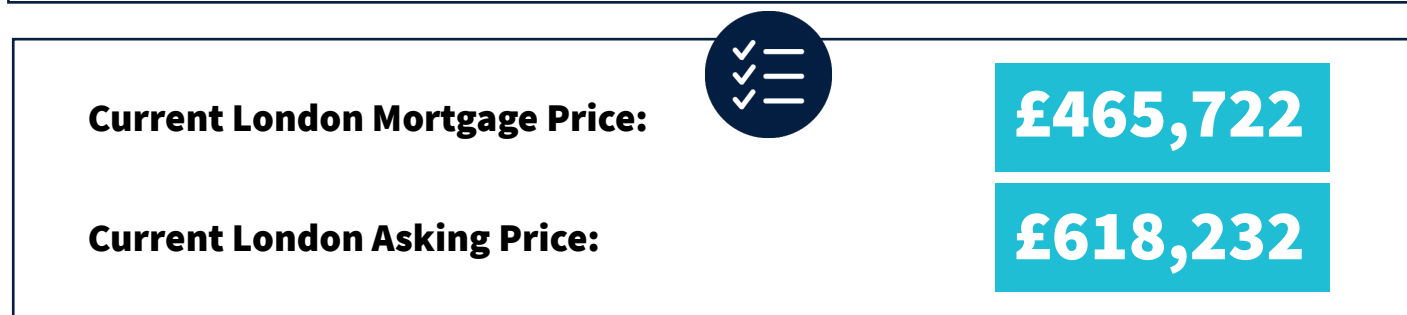 Current London Mortgage Price: £465,722
Current London Asking Price: £618,232